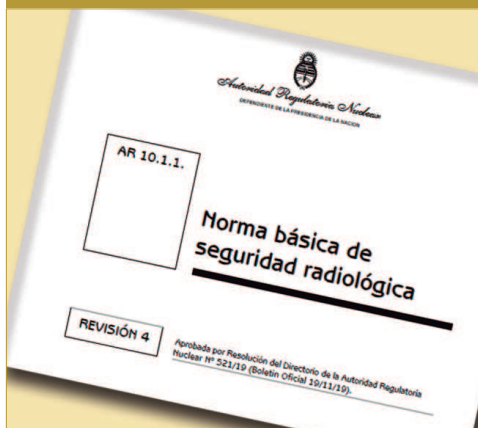 Autoridad Regulatoria Nuclear
DEPENDIENTE DE LA PRESIDENCIA DE LA NACION
AR 10.1.1.
Norma básica de
seguridad radiológica
REVISIÓN 4
Aprobada por Resolución del Directorio de la Autoridad Regulatoria
Nuclear Nº 521/19 (Boletín Oficial 19/11/19).